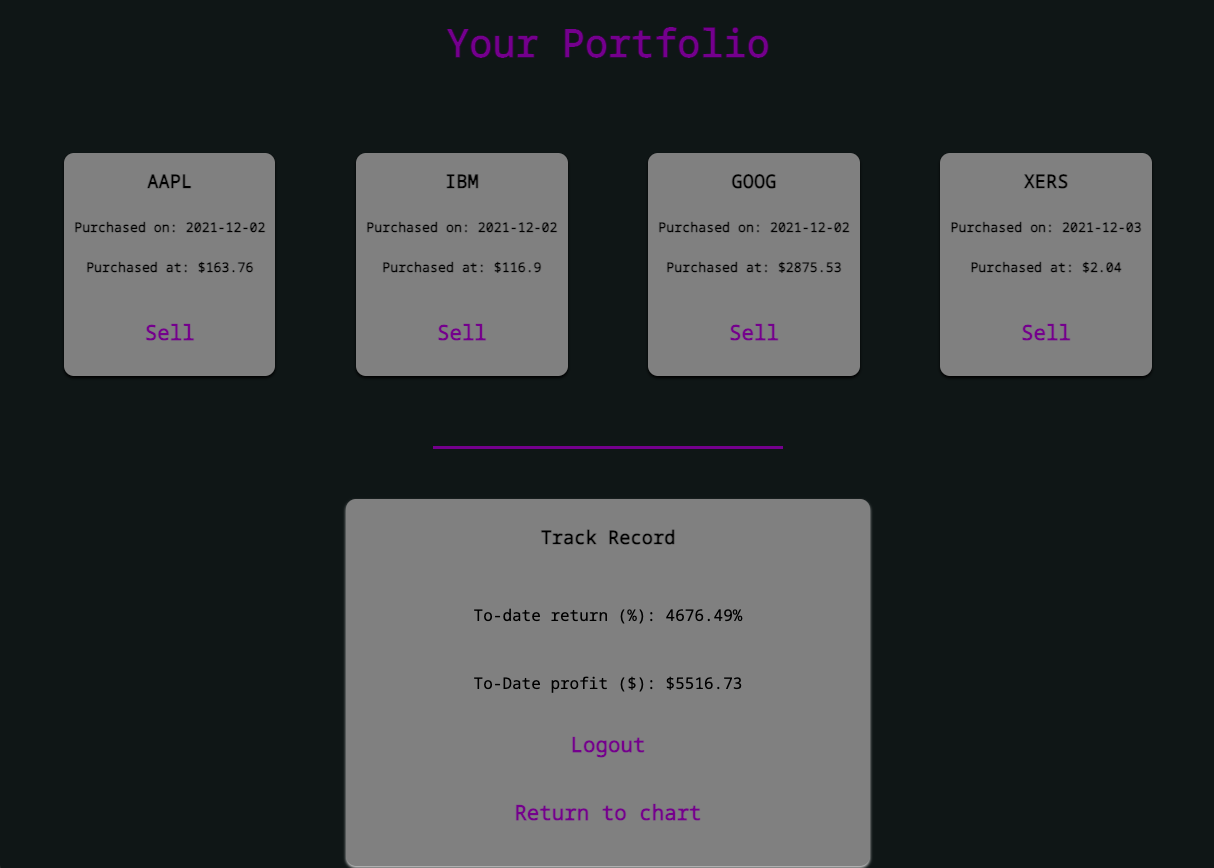 Your Portfolio
AAPL
Purchased on: 2021-12-02
Purchased at: $163.76
Sell
IBM
Purchased on: 2021-12-02
Purchased at: $116.9
Sell
GOOG
Purchased on: 2021-12-02
Purchased at: $2875.53
Sell
XERS
Purchased on: 2021-12-03
Purchased at: $2.04
Sell
Track Record
To-date return (%): 4676.49%
To-Date profit ($): $5516.73
Logout
Return to chart